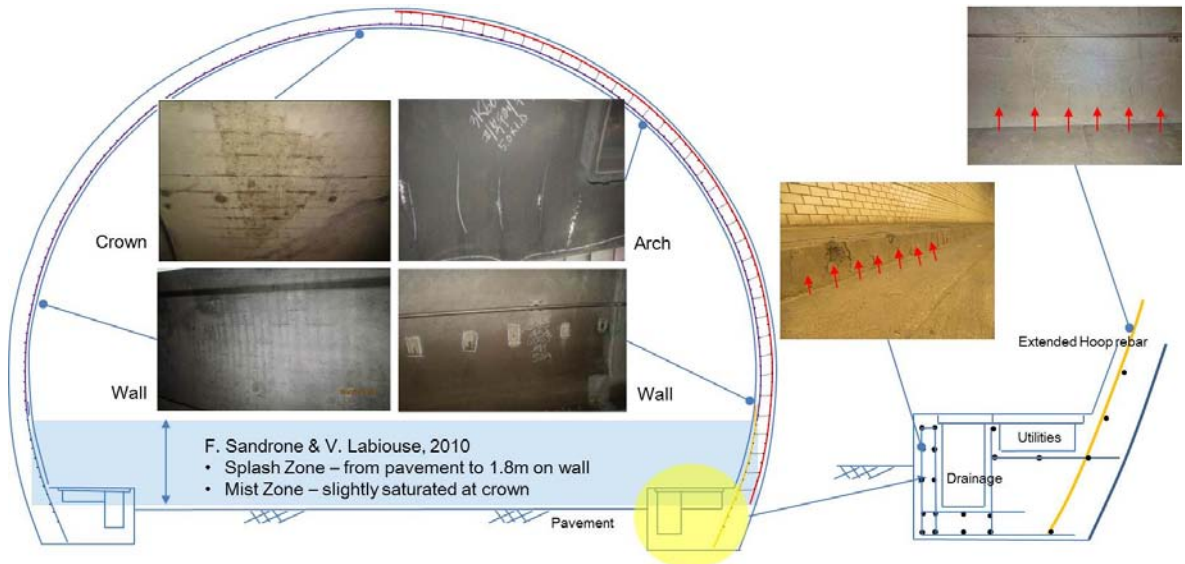 Crown
Arch
Wall
Wall
F. Sandrone & V. Labiouse, 2010
• Splash Zone – from pavement to 1.8m on wall
• Mist Zone – slightly saturated at crown
Pavement
Extended Hoop rebar
Utilities
Drainage